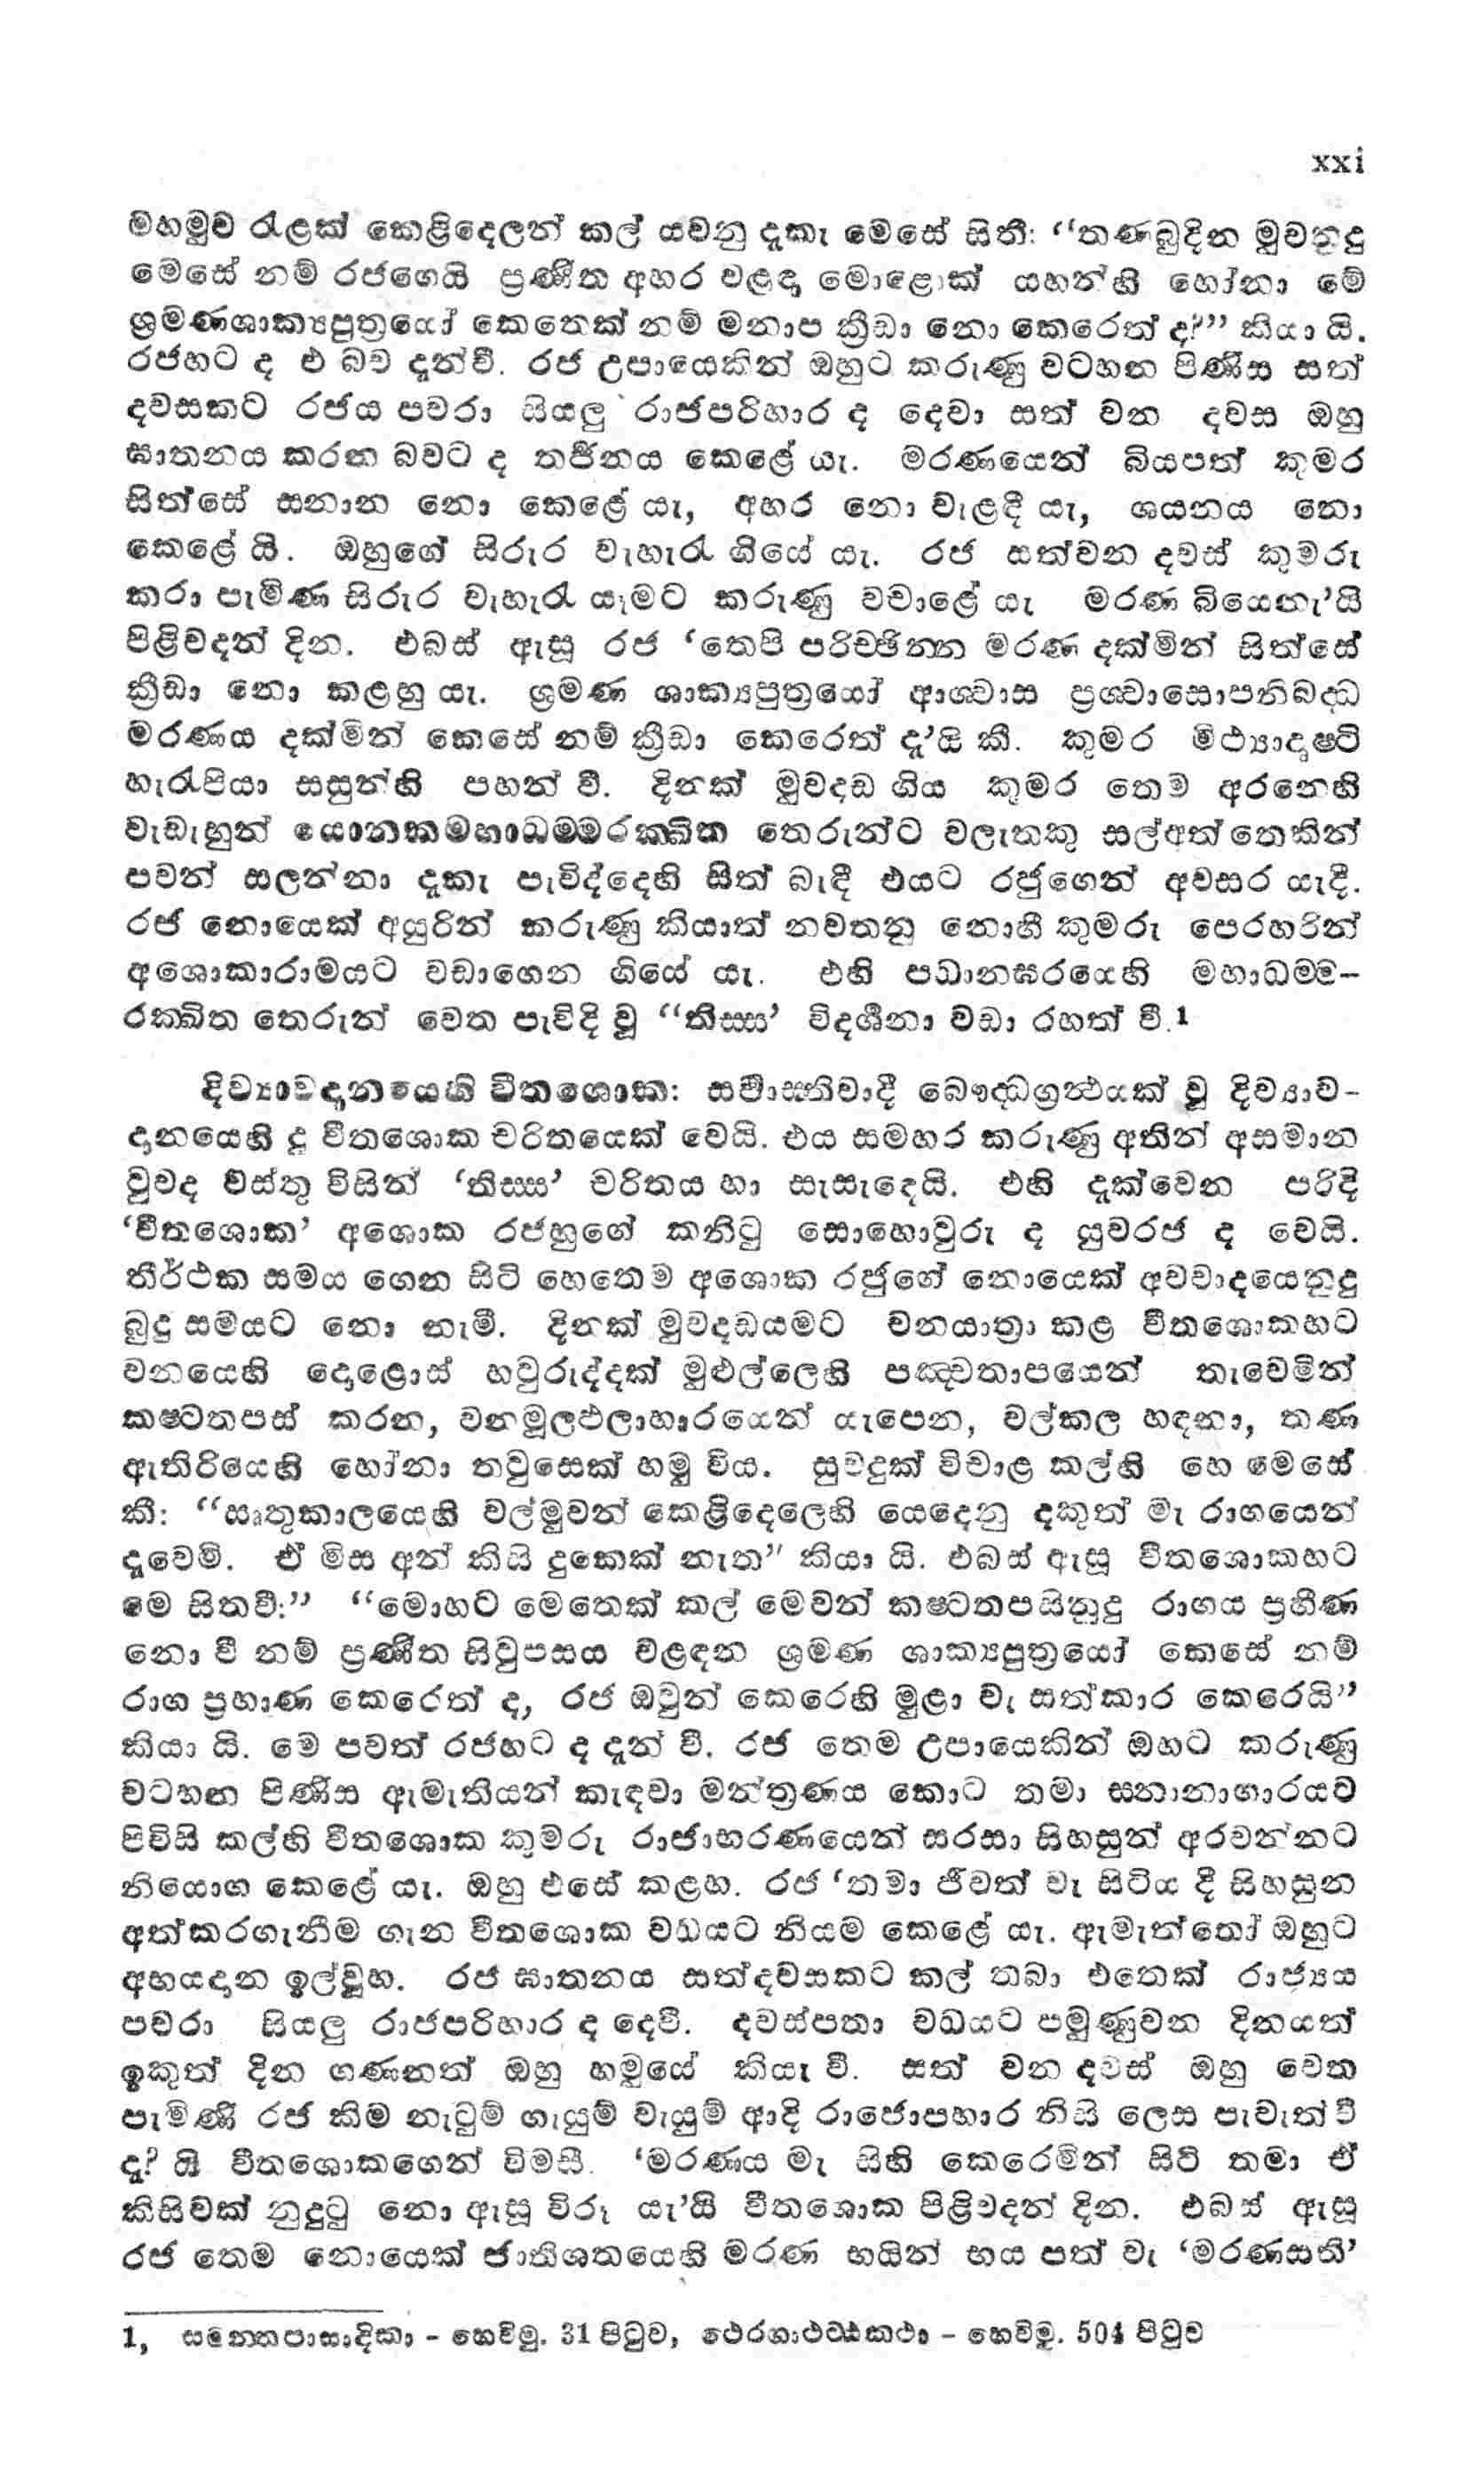 xxi
මහමුව රැළක් කෙළිදෙලන් කල් යවනු දැකැ මෙසේ සිතී: “තණබුදින මුවනුදු
මෙසේ නම් රජගෙයි ප්‍රණීත අහර වළඳා මොළොක් යහන්හි හෝනා මේ
ශ්‍රමණශාක්‍යපුත්‍රයෝ කෙතෙක් නම් මනාප ක්‍රීඩා නො කෙරෙත් ද?” කියා යි.
රජහට ද එ බව දැන්වී. රජ උපායෙකින් ඔහුට කරුණු වටහන පිණිස සත්
දවසකට රජය පවරා සියලු රාජපරිහාර ද දෙවා සත් වන දවස ඔහු
ඝාතනය කරන බවට ද තර්ජනය කෙළේ යැ. මරණයෙන් බියපත් කුමර
සිත්සේ සනාන නො කෙළේ යැ, අහර නො වැළඳී යැ, ශයනය නො
කෙළේ යි. ඔහුගේ සිරුර වැහැරී ගියේ යැ. රජ සත්වන දවස් කුමරු
කරා පැමිණ සිරුර වැහැරී යෑමට කරුණු විචාළේ යැ මරණ බියෙනැ’යි
පිළිවදන් දින. එබස් ඇසූ රජ ‘තෙපි පරිච්ඡින්න මරණ දක්මින් සිත්සේ
ක්‍රීඩා නො කළහු යැ. ශ්‍රමණ ශාක්‍යපුත්‍රයෝ ආශ්වාස ප්‍රශ්වාසොපනිබද්ධ
මරණය දක්මින් කෙසේ නම් ක්‍රීඩා කෙරෙත් දැ’යි කී. කුමර මිථ්‍යාදෘෂ්ටි
හැරපියා සසුන්හි පහන් වී. දිනක් මුවදඩ ගිය කුමර තෙම අරනෙහි
වැඩැහුන් යොනකමහාධම්මරක්ඛිත තෙරුන්ට වලැතකු සල්අත්තෙකින්
පවන් සලන්නා දැකැ පැවිද්දෙහි සිත් බැඳී එයට රජුගෙන් අවසර යැදී.
රජ නොයෙක් අයුරින් කරුණු කියාත් නවතනු නොහී කුමරු පෙරහරින්
අශොකාරාමයට වඩාගෙන ගියේ යැ. එහි පධානඝරයෙහි මහාධම්ම-
රක්ඛිත තෙරුන් වෙත පැවිදි වූ “තිස්ස’ විදර්ශනා වඩා රහත් වී.1
දිව්‍යාවදානයෙහි වීතශොක: සර්වාස්තිවාදී බෞද්ධග්‍රන්ථයක් වූ දිව්‍යාව-
දානයෙහි දු වීතශොක චරිතයෙක් වෙයි. එය සමහර කරුණු අතින් අසමාන
වුවද වස්තු විසින් ‘තිස්ස’ චරිතය හා සැසැදෙයි. එහි දැක්වෙන පරිදි
‘වීතශොක’ අශොක රජහුගේ කනිටු සොහොවුරු ද යුවරජ ද වෙයි.
තීර්ථක සමය ගෙන සිටි හෙතෙම අශොක රජුගේ නොයෙක් අවවාදයෙනුදු
බුදු සමයට නො නැමී. දිනක් මුවදඩයමට වනයාත්‍රා කළ වීතශොකහට
වනයෙහි දොළොස් හවුරුද්දක් මුළුල්ලෙහි පඤ්චතාපයෙන් තැවෙමින්
කෂ්ටතපස් කරන, වනමූලඵලාහාරයෙන් යැපෙන, වල්කල හඳනා, තණ
ඇතිරියෙහි හෝනා තවුසෙක් හමු විය. සුවදුක් විචාළ කල්හි හෙ මෙසේ
කී: “ඍතුකාලයෙහි වල්මුවන් කෙළිදෙලෙහි යෙදෙනු දකුත් මැ රාගයෙන්
දැවෙමි. ඒ මිස අන් කිසි දුකෙක් නැත” කියා යි. එබස් ඇසූ වීතශොකහට
මෙ සිතවී:” “මොහට මෙතෙක් කල් මෙවන් කෂ්ටතපසිනුදු රාගය ප්‍රහීණ
නො වී නම් ප්‍රණීත සිවුපසය වළඳන ශ්‍රමණ ශාක්‍යපුත්‍රයෝ කෙසේ නම්
රාග ප්‍රහාණ කෙරෙත් ද, රජ ඔවුන් කෙරෙහි මුළා වැ සත්කාර කෙරෙයි”
කියා යි. මෙ පවත් රජහට ද දැන් වී. රජ තෙම උපායෙකින් ඔහට කරුණු
වටහන පිණිස ඇමැතියන් කැඳවා මන්ත්‍රණය කොට තමා සනානාගාරයට
පිවිසි කල්හි වීතශොක කුමරු රාජාභරණයෙන් සරසා සිහසුන් අරවන්නට
නියොග කෙළේ යැ. ඔහු එසේ කළහ. රජ ‘තමා ජීවත් වැ සිටිය දී සිහසුන
අත්කරගැනීම ගැන වීතශොක වධයට නියම කෙළේ යැ. ඇමැත්තෝ ඔහුට
අභයදාන ඉල්වූහ. රජ ඝාතනය සත්දවසකට කල් තබා එතෙක් රාජ්‍යය
පවරා සියලු රාජපරිහාර ද දෙවී. දවස්පතා වධයට පමුණුවන දිනයත්
ඉකුත් දින ගණනත් ඔහු හමුයේ කියැ වී. සත් වන දවස් ඔහු වෙත
පැමිණි රජ කිම නැටුම් ගැයුම් වැයුම් ආදි රාජොපහාර නිසි ලෙස පැවැත් වී
දැ? යි වීතශොකගෙන් විමසී. ‘මරණය මැ සිහි කෙරෙමින් සිටි තමා ඒ
කිසිවක් නුදුටු නො ඇසූ විරූ යැ’යි වීතශොක පිළිවදන් දින. එබස් ඇසූ
රජ තෙම නොයෙක් ජාතිශතයෙහි මරණ භයින් භය පත් වැ ‘මරණසති’
1, සමන්තපාසාදිකා - හෙවිමු. 31 පිටුව, ථෙරගාථට්ඨකථා - හෙවිමු. 504 පිටුව